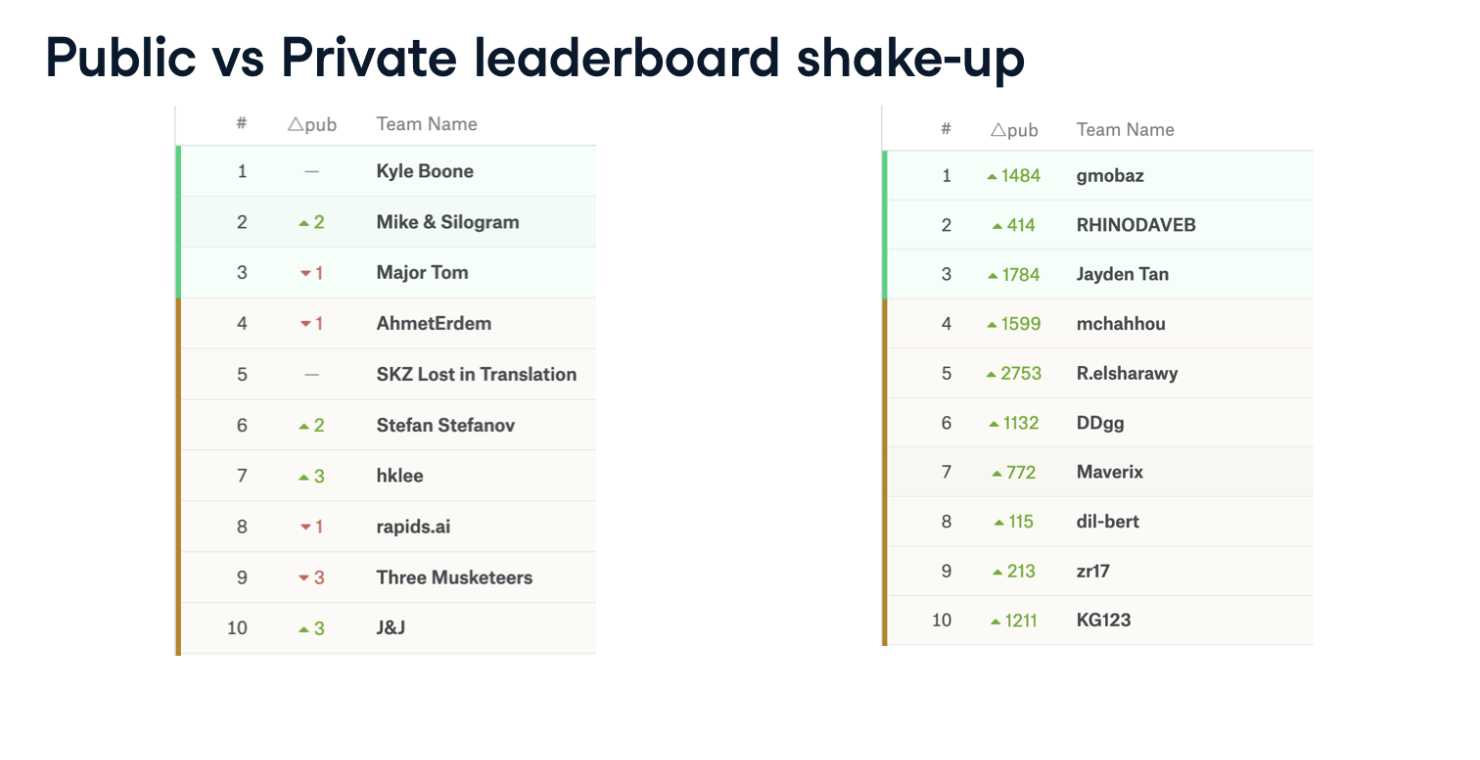 Public vs Private leaderboard shake-up
# △pub Team Name
1 — Kyle Boone
2 ▲2 Mike & Silogram
3 ▼1 Major Tom
4 ▼1 AhmetErdem
5 — SKZ Lost in Translation
6 ▲2 Stefan Stefanov
7 ▲3 hklee
8 ▼1 rapids.ai
9 ▼3 Three Musketeers
10 ▲3 J&J
# △pub Team Name
1 ▲1484 gmobaz
2 ▲414 RHINODAVEB
3 ▲1784 Jayden Tan
4 ▲1599 mchahhou
5 ▲2753 R.elsharawy
6 ▲1132 DDgg
7 ▲772 Maverix
8 ▲115 dil-bert
9 ▲213 zr17
10 ▲1211 KG123